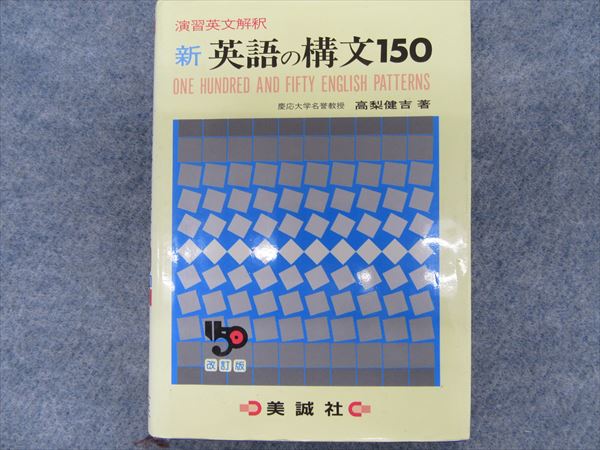 演習英文解釈
新 英語の構文150
ONE HUNDRED AND FIFTY ENGLISH PATTERNS
慶応大学名誉教授 高梨健吉 著
150
改訂版
美誠社